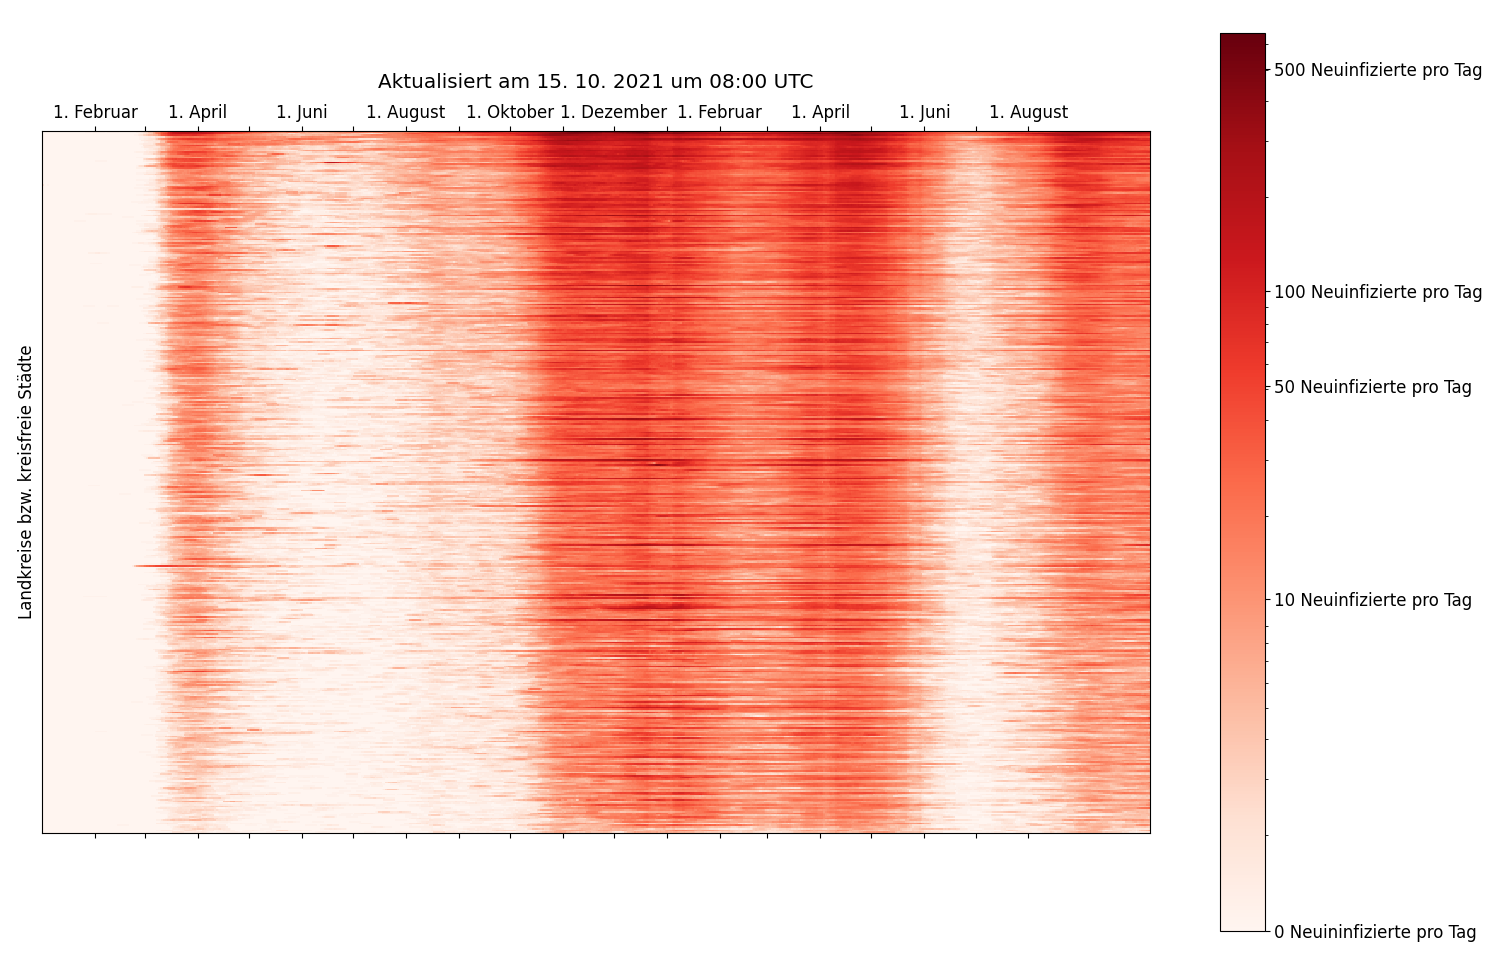 Aktualisiert am 15. 10. 2021 um 08:00 UTC
1. Februar 1. April 1. Juni 1. August 1. Oktober 1. Dezember 1. Februar 1. April 1. Juni 1. August
Landkreise bzw. kreisfreie Städte
500 Neuinfizierte pro Tag
100 Neuinfizierte pro Tag
50 Neuinfizierte pro Tag
10 Neuinfizierte pro Tag
0 Neuininfizierte pro Tag